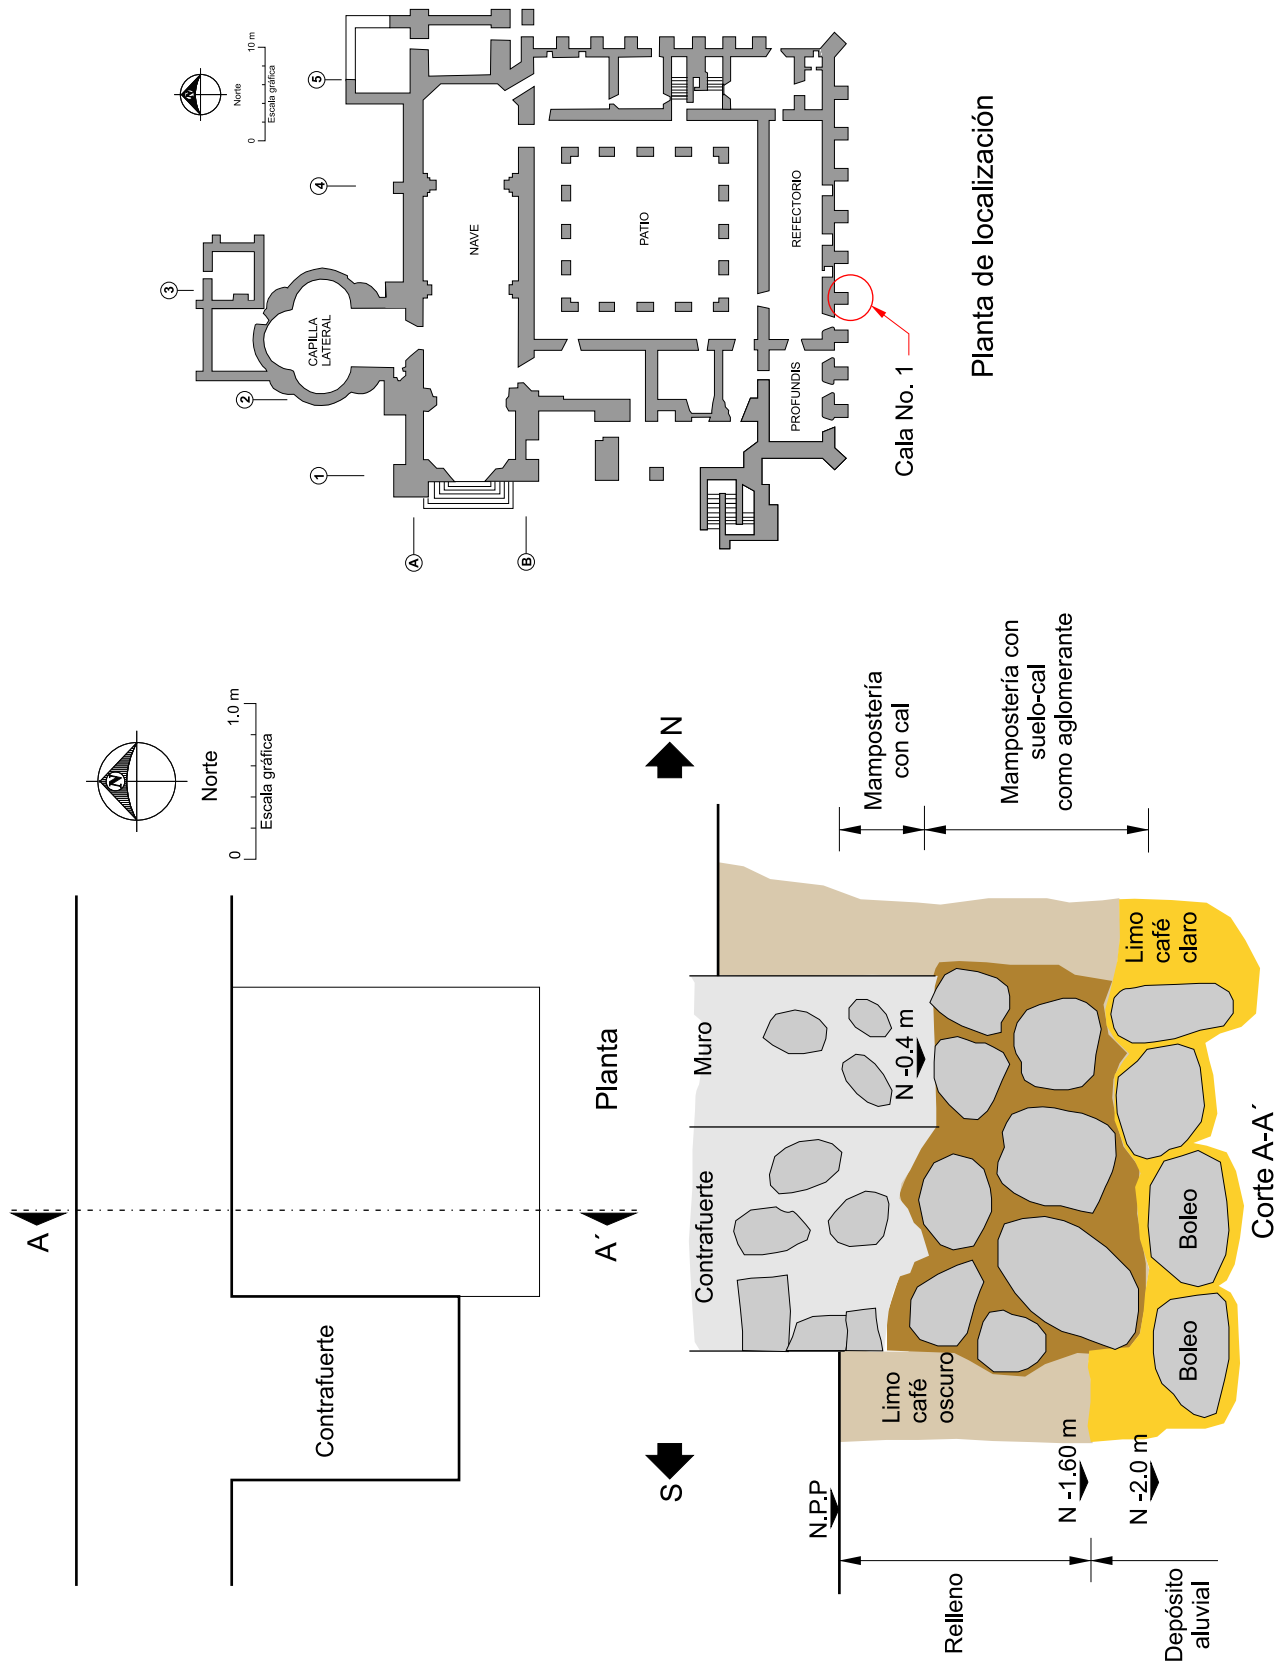 A
A´
Contrafuerte
Planta
N
Norte
0
1.0 m
Escala gráfica
1
2
3
4
5
A
B
N
Norte
0
10 m
Escala gráfica
CAPILLA
LATERAL
NAVE
PATIO
REFECTORIO
PROFUNDIS
Cala No. 1
Planta de localización
S
N
Contrafuerte
Muro
N.P.P
N -0.4 m
Mampostería
con cal
Mampostería con
suelo-cal
como aglomerante
Limo
café
oscuro
Limo
café
claro
N -1.60 m
N -2.0 m
Boleo
Boleo
Relleno
Depósito
aluvial
Corte A-A´